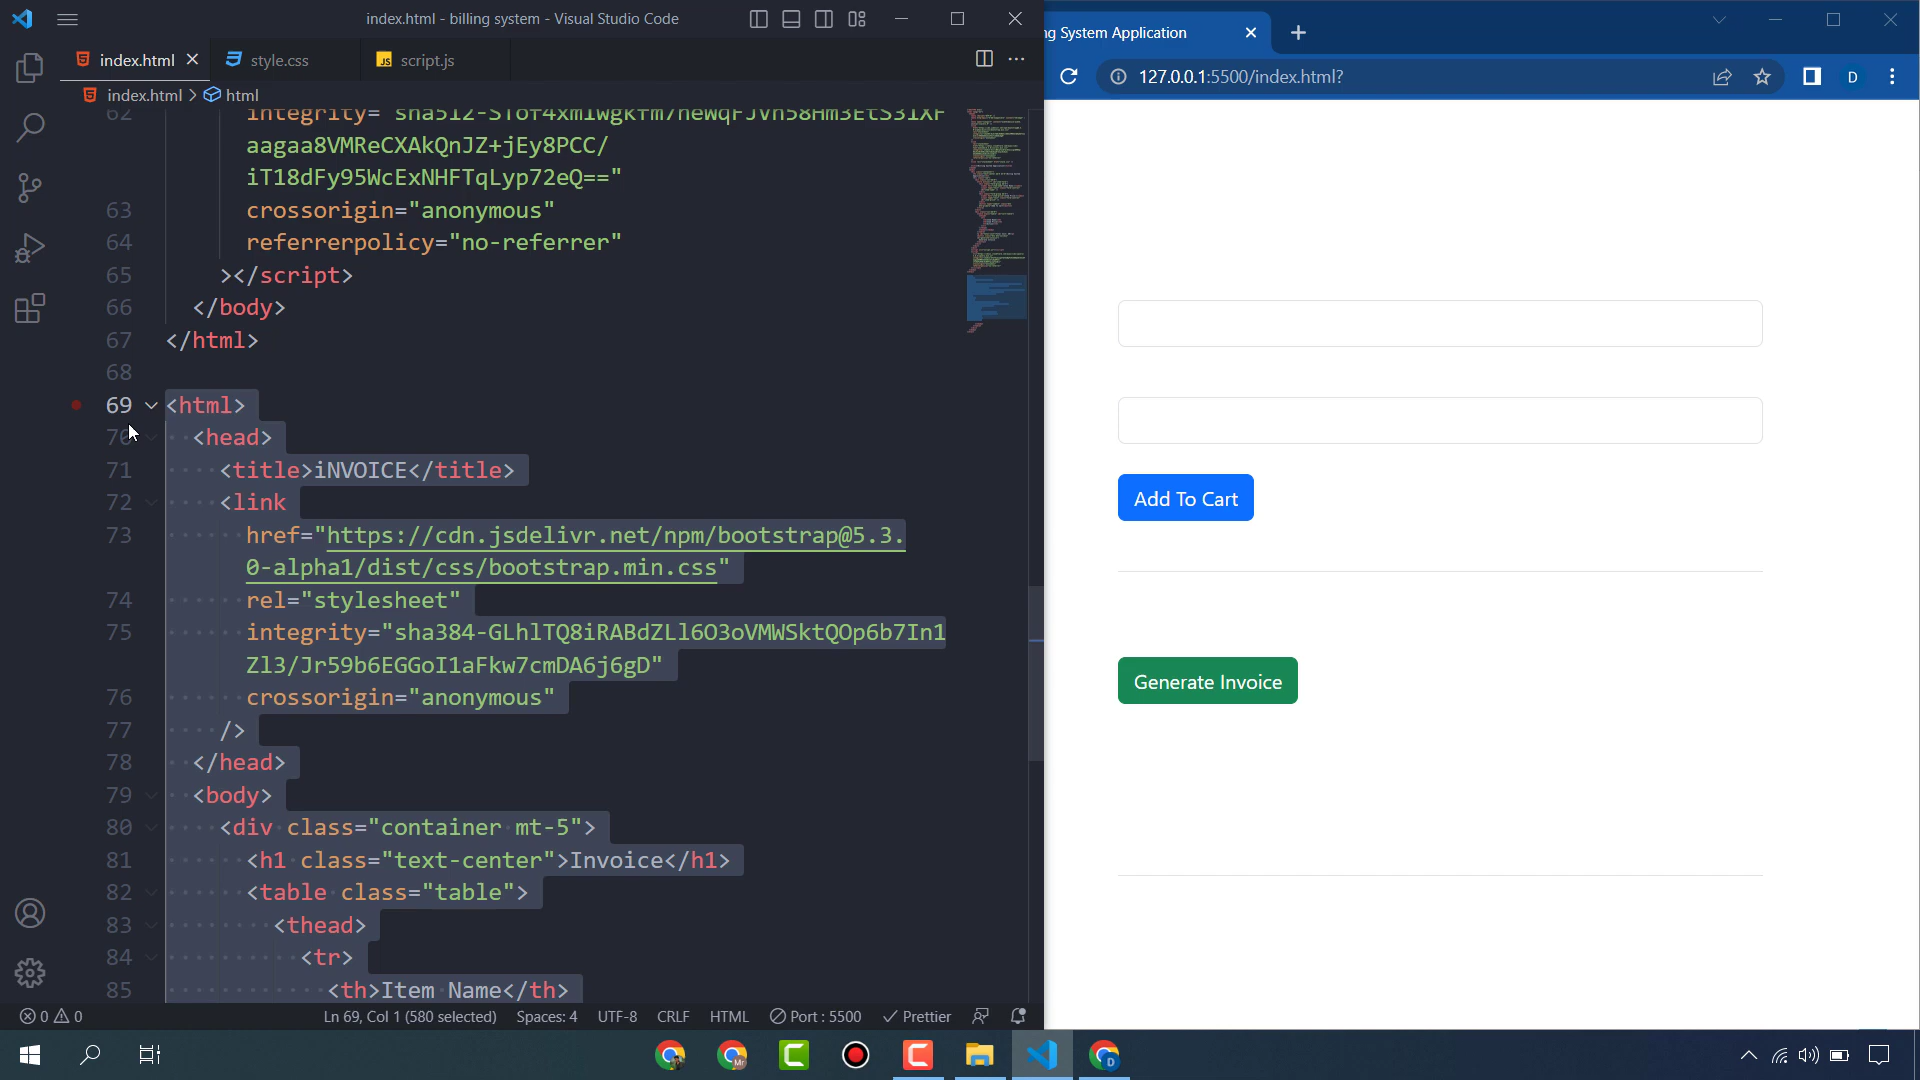 index.html - billing system - Visual Studio Code
index.html
style.css
JS script.js
index.html > html
62
aagaa8VMReCXAkQnJZ+jEy8PCC/
iT18dFy95WcExNHFTqLyp72eQ=="
63 crossorigin="anonymous"
64 referrerpolicy="no-referrer"
65 ></script>
66 </body>
67 </html>
68
69 <html>
70 <head>
71 <title>iNVOICE</title>
72 <link
73 href="https://cdn.jsdelivr.net/npm/bootstrap@5.3.
0-alpha1/dist/css/bootstrap.min.css"
74 rel="stylesheet"
75 integrity="sha384-GLhlTQ8iRABdZLl6O3oVMWSktQOp6b7In1
Zl3/Jr59b6EGGoI1aFkw7cmDA6j6gD"
76 crossorigin="anonymous"
77 />
78 </head>
79 <body>
80 <div class="container mt-5">
81 <h1 class="text-center">Invoice</h1>
82 <table class="table">
83 <thead>
84 <tr>
85 <th>Item Name</th>
0 0
Ln 69, Col 1 (580 selected)
Spaces: 4
UTF-8
CRLF
HTML
Port : 5500
Prettier
ng System Application
127.0.0.1:5500/index.html?
D
Add To Cart
Generate Invoice
Mr
D